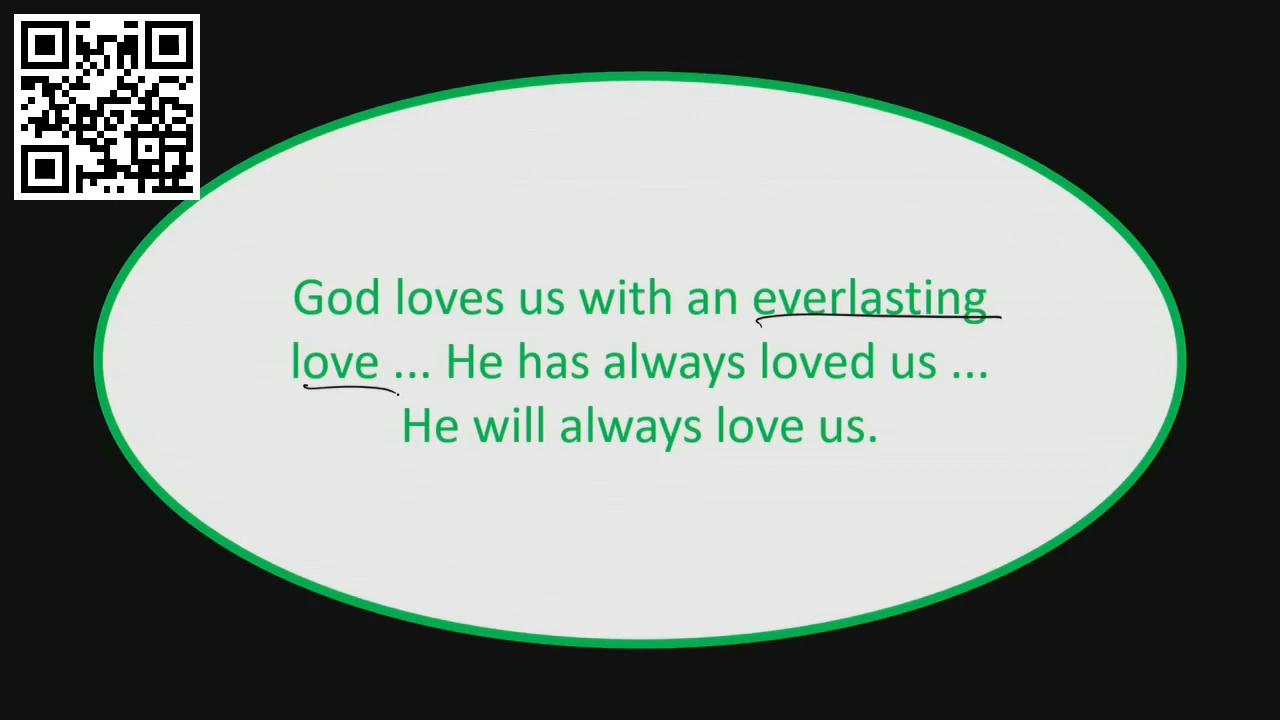 God loves us with an everlasting
love ... He has always loved us ...
He will always love us.